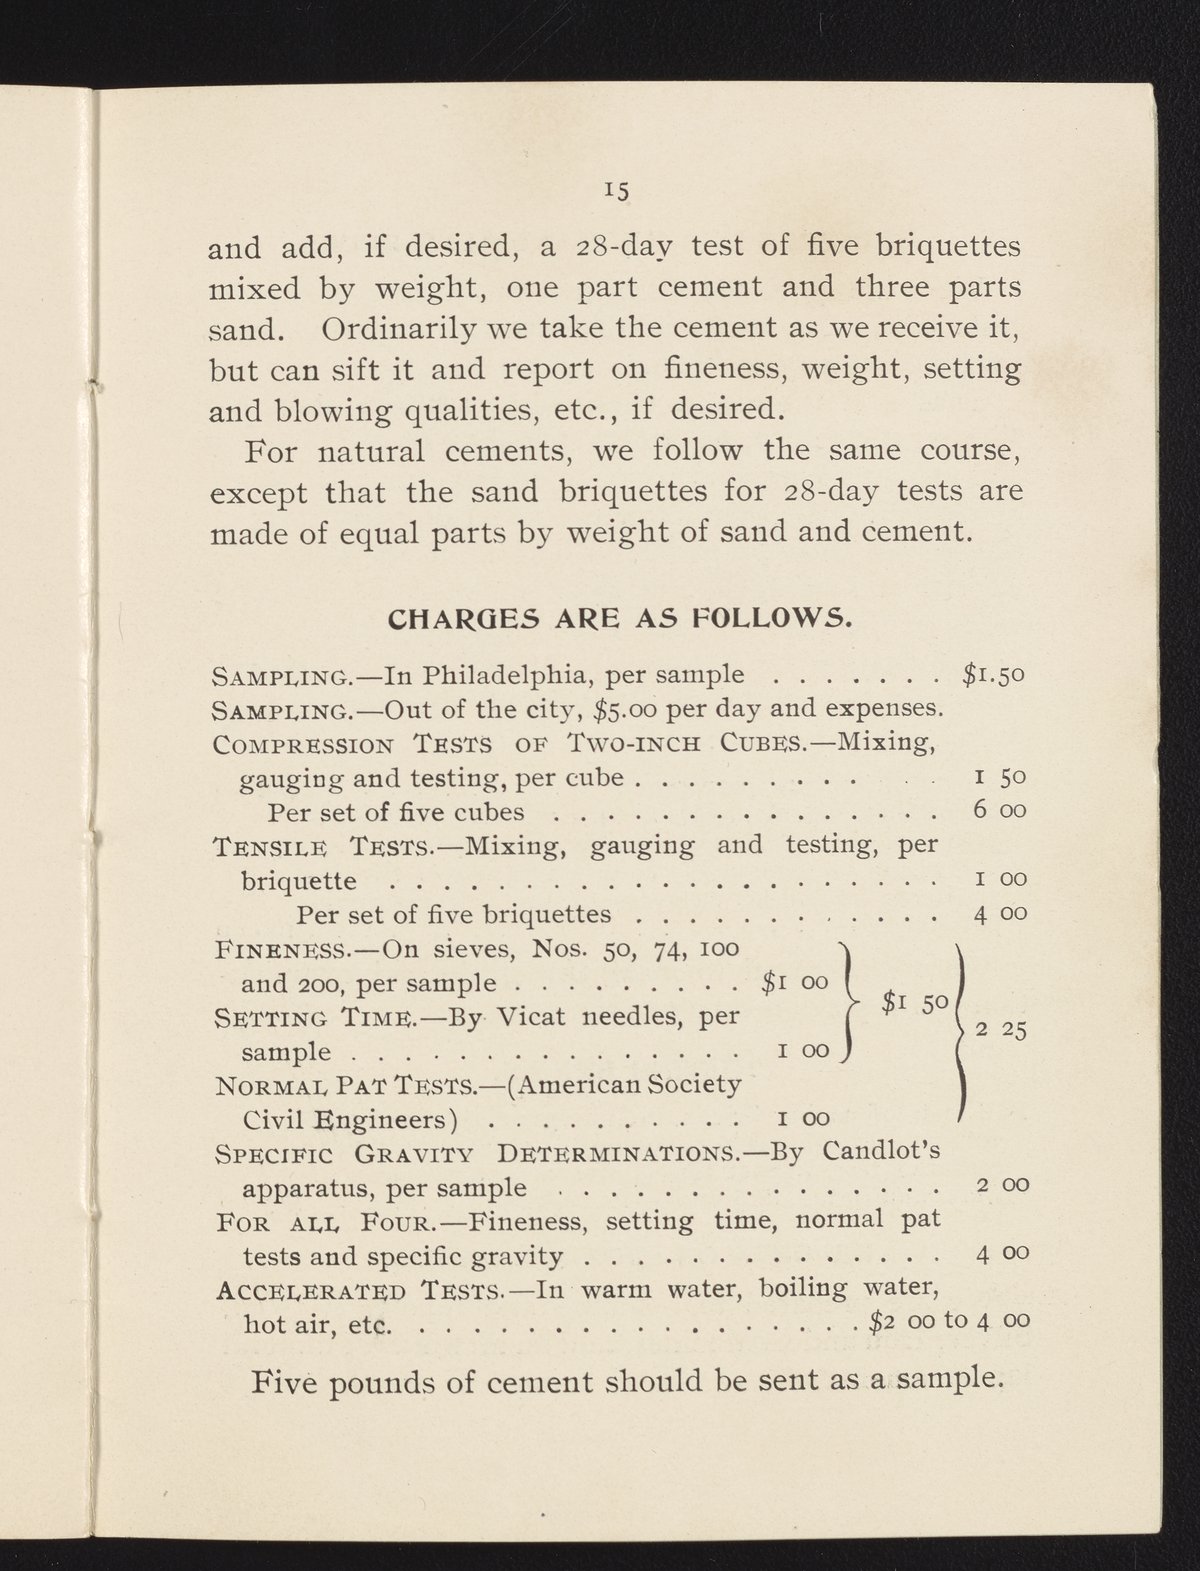 15
and add, if desired, a 28-day test of five briquettes
mixed by weight, one part cement and three parts
sand. Ordinarily we take the cement as we receive it,
but can sift it and report on fineness, weight, setting
and blowing qualities, etc., if desired.
For natural cements, we follow the same course,
except that the sand briquettes for 28-day tests are
made of equal parts by weight of sand and cement.
CHARGES ARE AS FOLLOWS.
SAMPLING.—In Philadelphia, per sample . . . . . . . $1.50
SAMPLING.—Out of the city, $5.00 per day and expenses.
COMPRESSION TESTS OF TWO-INCH CUBES.—Mixing,
gauging and testing, per cube . . . . . . . . . . . 1 50
Per set of five cubes . . . . . . . . . . . . . . . 6 00
TENSILE TESTS.—Mixing, gauging and testing, per
briquette . . . . . . . . . . . . . . . . . . . . . 1 00
Per set of five briquettes . . . . . . . . . . . . 4 00
FINENESS.—On sieves, Nos. 50, 74, 100
and 200, per sample . . . . . . . . . $1 00
$1 50
SETTING TIME.—By Vicat needles, per
2 25
sample . . . . . . . . . . . . . . . 1 00
NORMAL PAT TESTS.—(American Society
Civil Engineers) . . . . . . . . . . 1 00
SPECIFIC GRAVITY DETERMINATIONS.—By Candlot's
apparatus, per sample . . . . . . . . . . . . . . . 2 00
FOR ALL FOUR.—Fineness, setting time, normal pat
tests and specific gravity . . . . . . . . . . . . . . 4 00
ACCELERATED TESTS.—In warm water, boiling water,
hot air, etc. . . . . . . . . . . . . . . . . . . $2 00 to 4 00
Five pounds of cement should be sent as a sample.